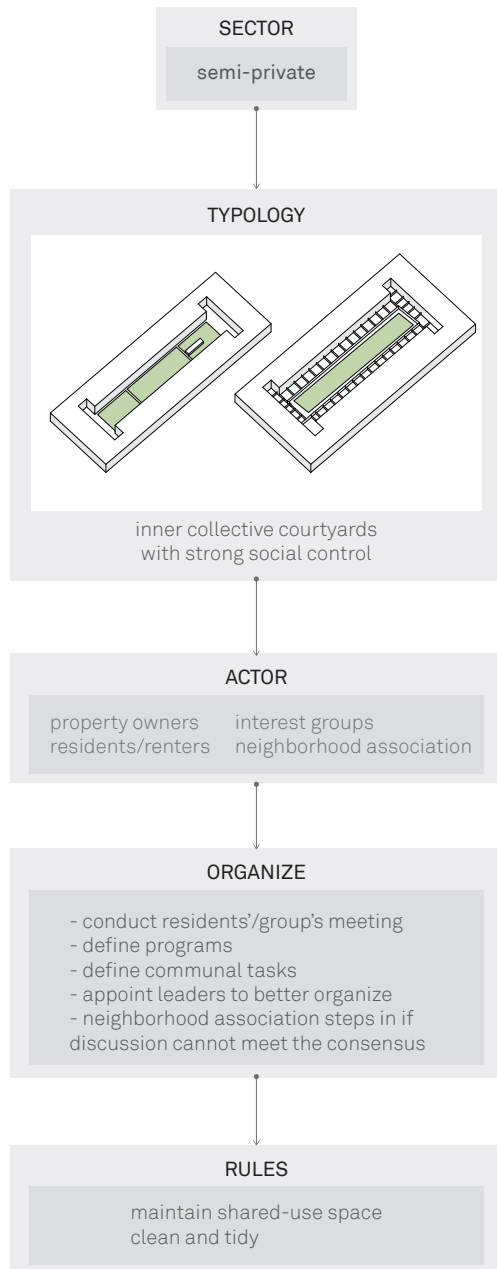 SECTOR
semi-private
TYPOLOGY
inner collective courtyards
with strong social control
ACTOR
property owners interest groups
residents/renters neighborhood association
ORGANIZE
- conduct residents’/group’s meeting
- define programs
- define communal tasks
- appoint leaders to better organize
- neighborhood association steps in if
discussion cannot meet the consensus
RULES
maintain shared-use space
clean and tidy